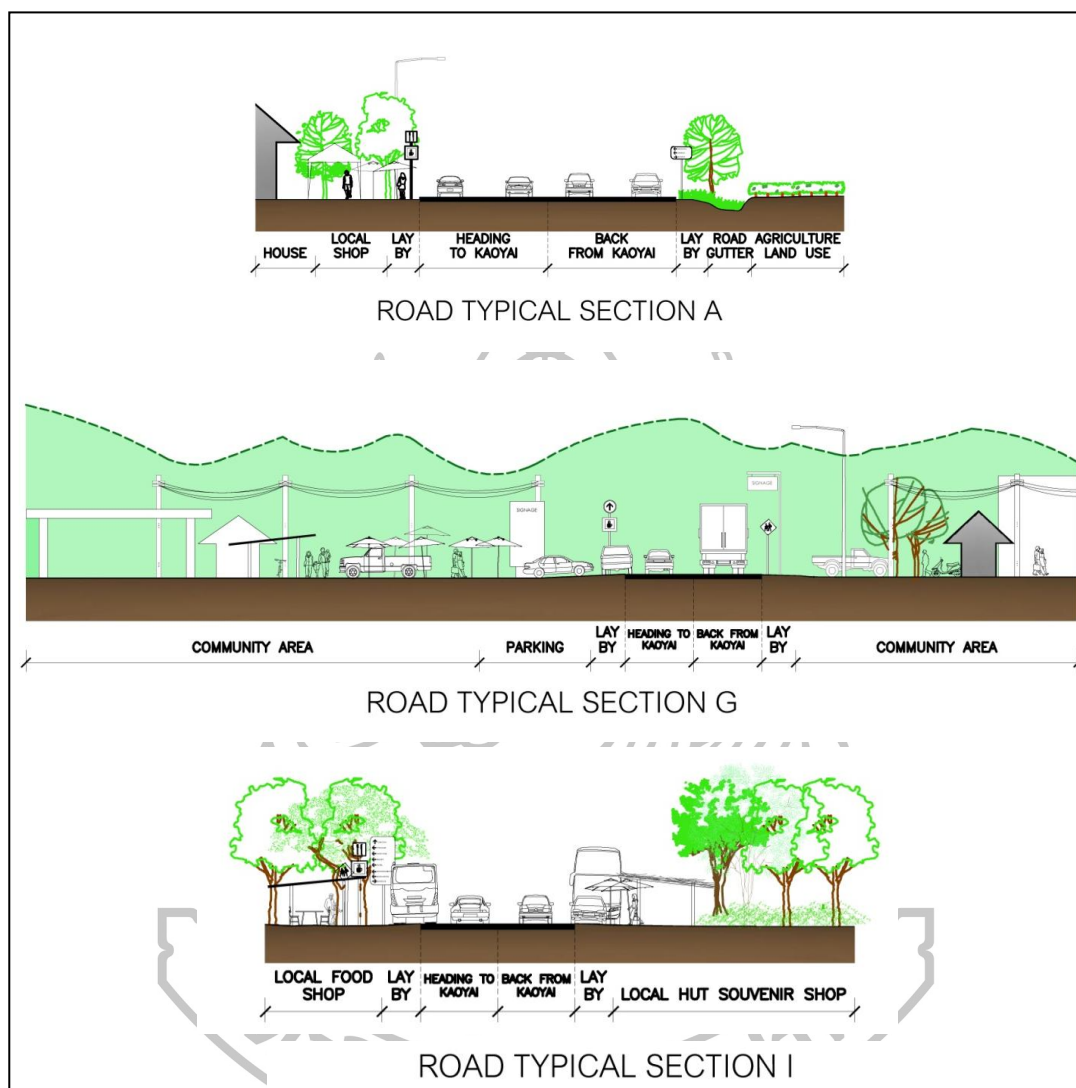 HOUSE
LOCAL
SHOP
LAY
BY
HEADING
TO KAOYAI
BACK
FROM KAOYAI
LAY
BY
ROAD
GUTTER
AGRICULTURE
LAND USE
ROAD TYPICAL SECTION A
SIGNAGE
SIGNAGE
COMMUNITY AREA
PARKING
LAY
BY
HEADING TO
KAOYAI
BACK FROM
KAOYAI
LAY
BY
COMMUNITY AREA
ROAD TYPICAL SECTION G
LOCAL FOOD
SHOP
LAY
BY
HEADING TO
KAOYAI
BACK FROM
KAOYAI
LAY
BY
LOCAL HUT SOUVENIR SHOP
ROAD TYPICAL SECTION I